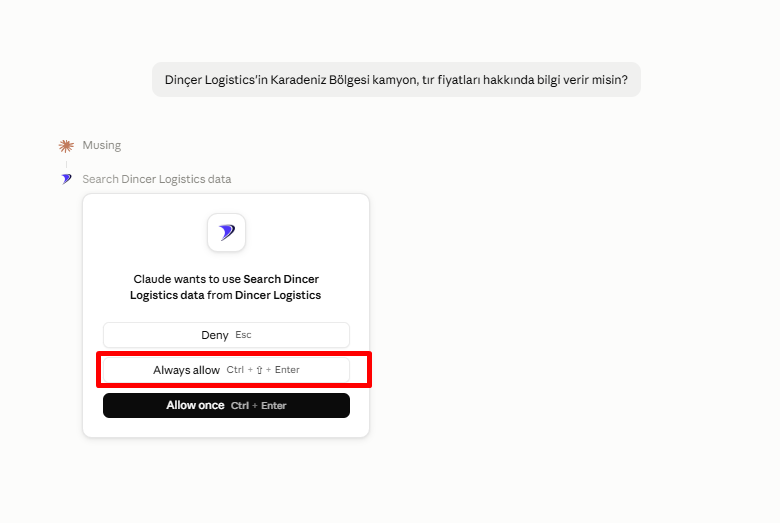 Dinçer Logistics'in Karadeniz Bölgesi kamyon, tır fiyatları hakkında bilgi verir misin?
Musing
Search Dincer Logistics data
Claude wants to use Search Dincer
Logistics data from Dincer Logistics
Deny Esc
Always allow Ctrl + ⇧ + Enter
Allow once Ctrl + Enter